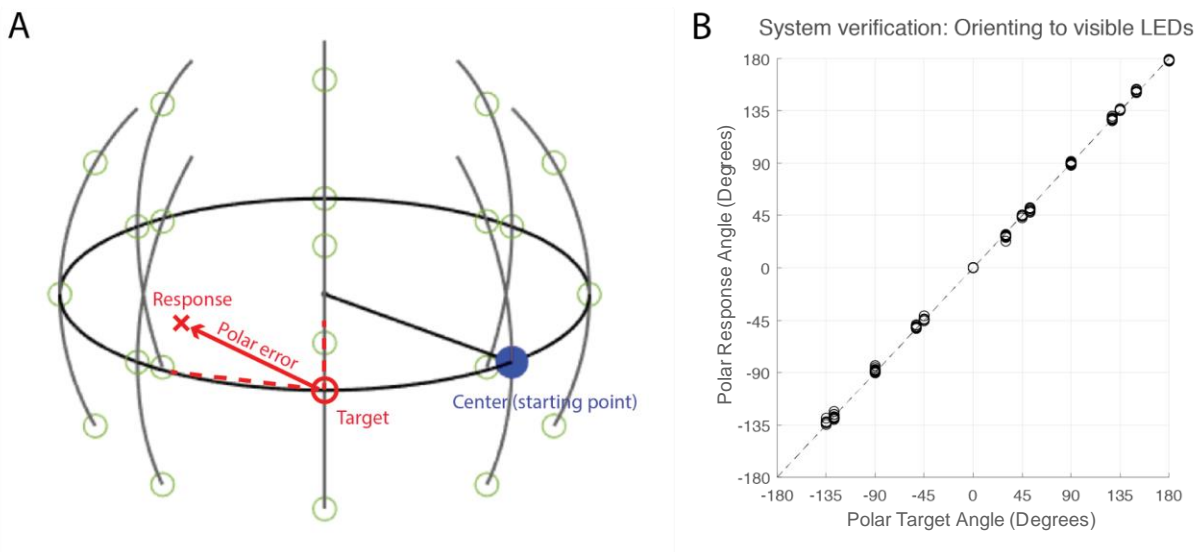 A
Response
Polar error
Center (starting point)
Target
B
System verification: Orienting to visible LEDs
Polar Response Angle (Degrees)
180
135
90
45
0
-45
-90
-135
-180
-180 -135 -90 -45 0 45 90 135 180
Polar Target Angle (Degrees)